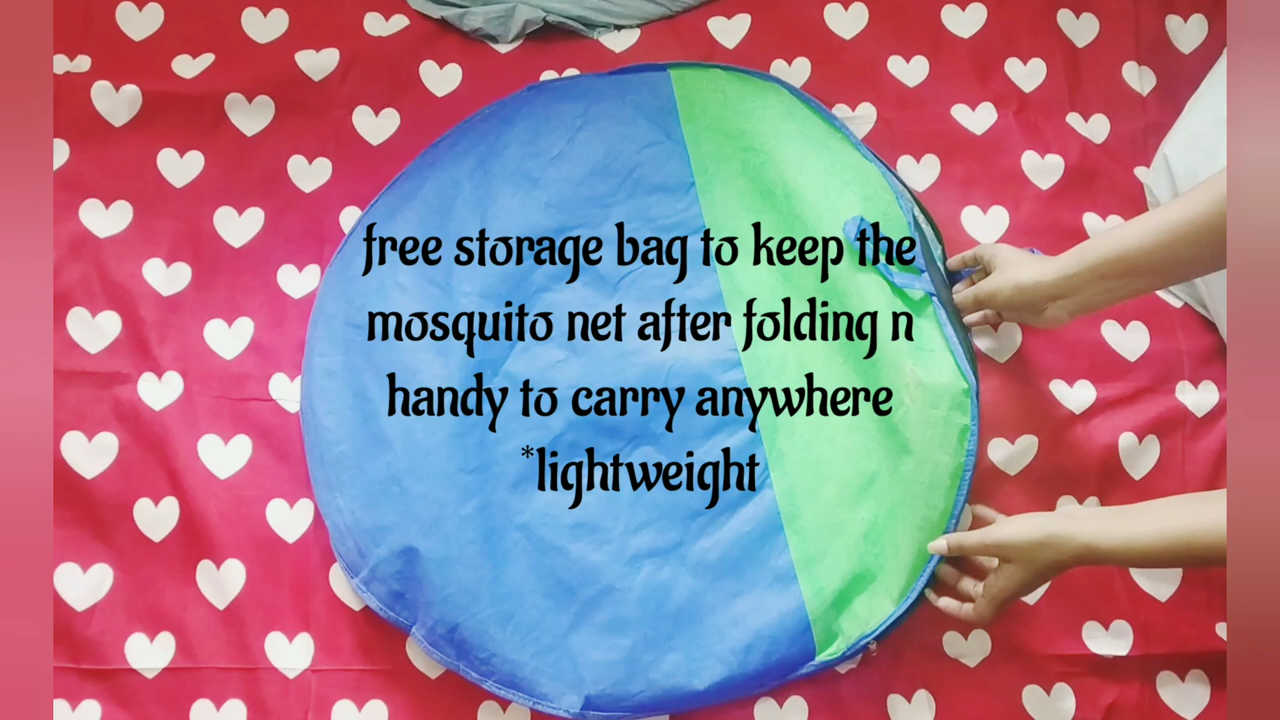 free storage bag to keep the
mosquito net after folding n
handy to carry anywhere
*lightweight